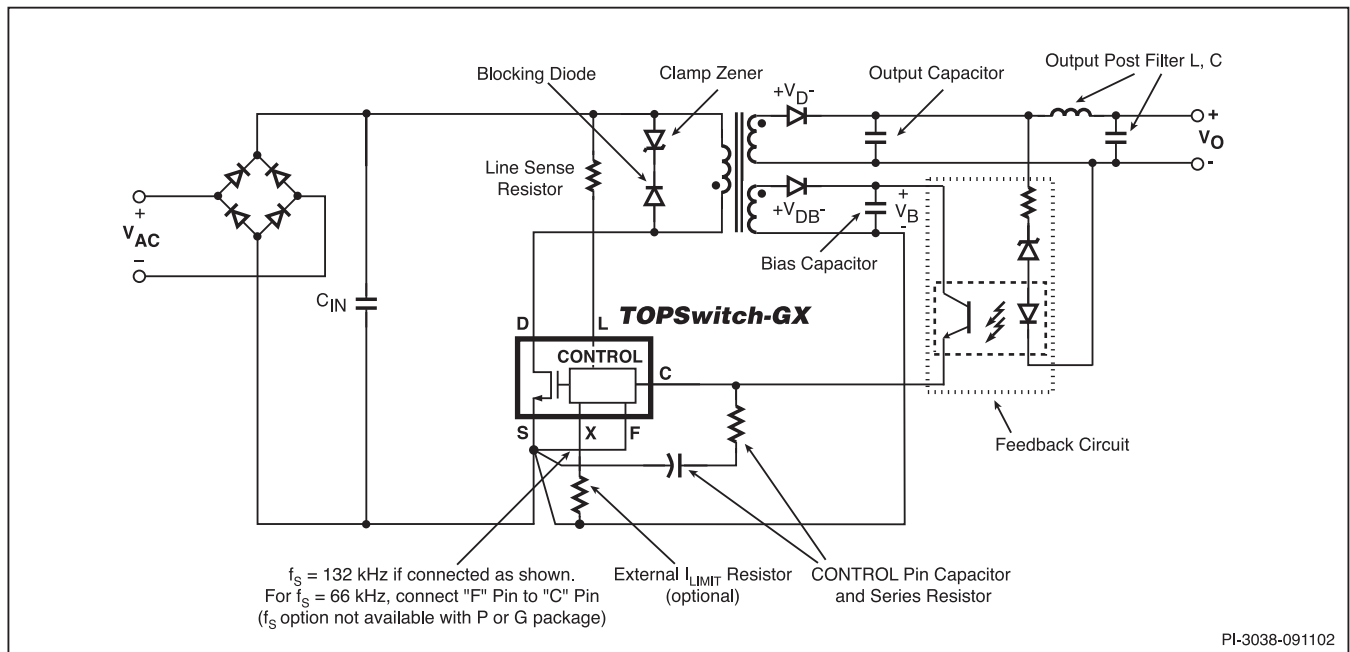 Blocking Diode
Clamp Zener
Output Capacitor
Output Post Filter L, C
+VD-
+
VO
-
Line Sense
Resistor
+
VAC
-
CIN
+VDB-
+
VB
-
Bias Capacitor
TOPSwitch-GX
D
L
CONTROL
C
S
X
F
Feedback Circuit
fS = 132 kHz if connected as shown.
For fS = 66 kHz, connect "F" Pin to "C" Pin
(fS option not available with P or G package)
External ILIMIT Resistor
(optional)
CONTROL Pin Capacitor
and Series Resistor
PI-3038-091102